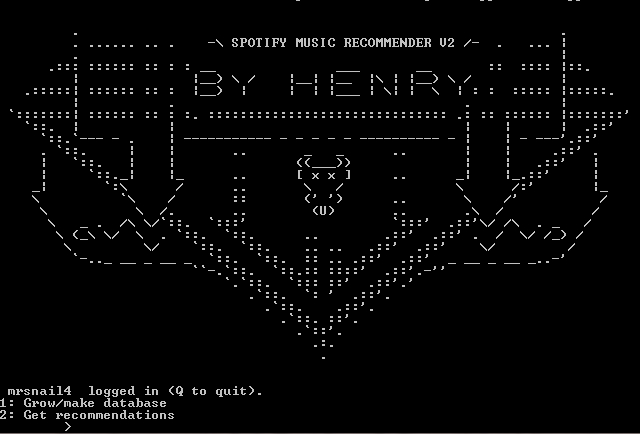 -\ SPOTIFY MUSIC RECOMMENDER V2 /-
BY HENRY
[ x x ]
(U)
mrsnail4  logged in (Q to quit).
1: Grow/make database
2: Get recommendations
>